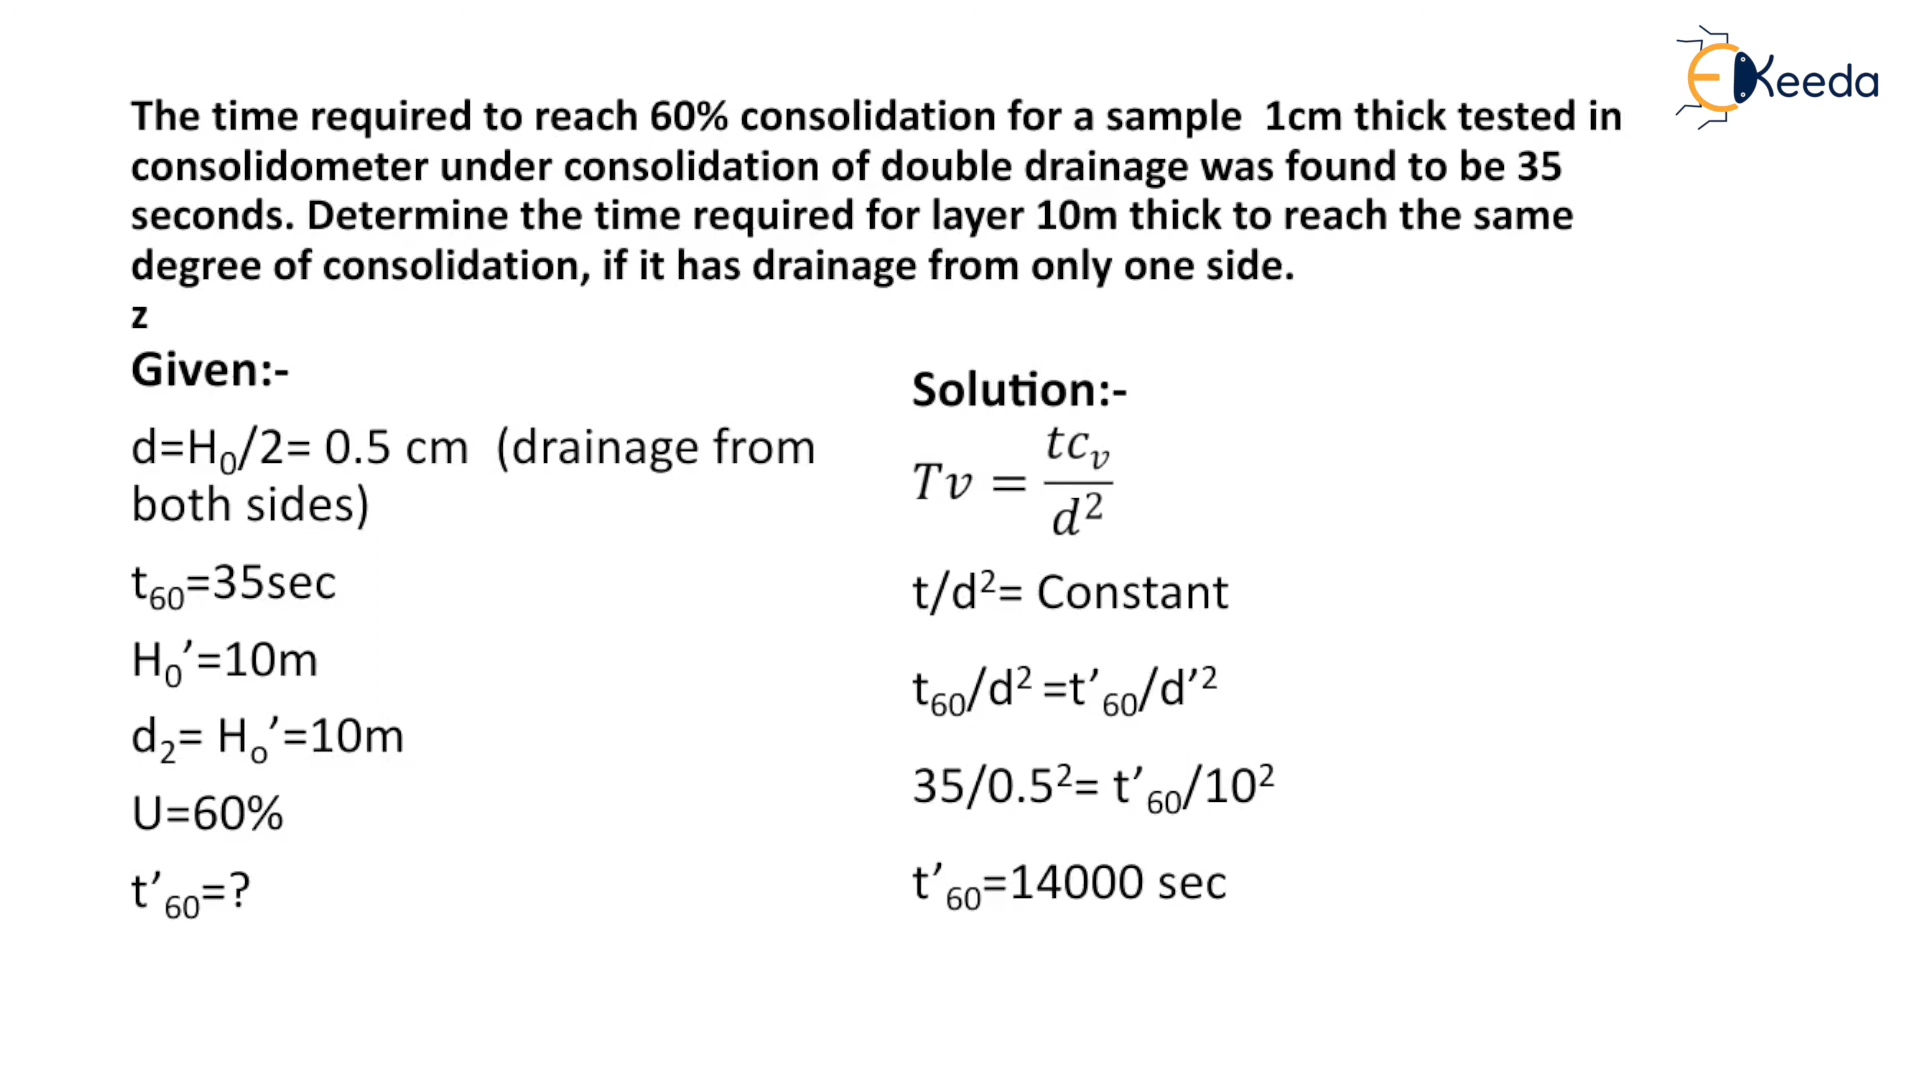 EKeeda
The time required to reach 60% consolidation for a sample 1cm thick tested in
consolidometer under consolidation of double drainage was found to be 35
seconds. Determine the time required for layer 10m thick to reach the same
degree of consolidation, if it has drainage from only one side.
z
Given:-
d=H₀/2= 0.5 cm (drainage from
both sides)
t₆₀=35sec
H₀’=10m
d₂= Hₒ’=10m
U=60%
t’₆₀=?
Solution:-
Tv = tcᵥ/d²
t/d²= Constant
t₆₀/d² =t’₆₀/d’²
35/0.5²= t’₆₀/10²
t’₆₀=14000 sec